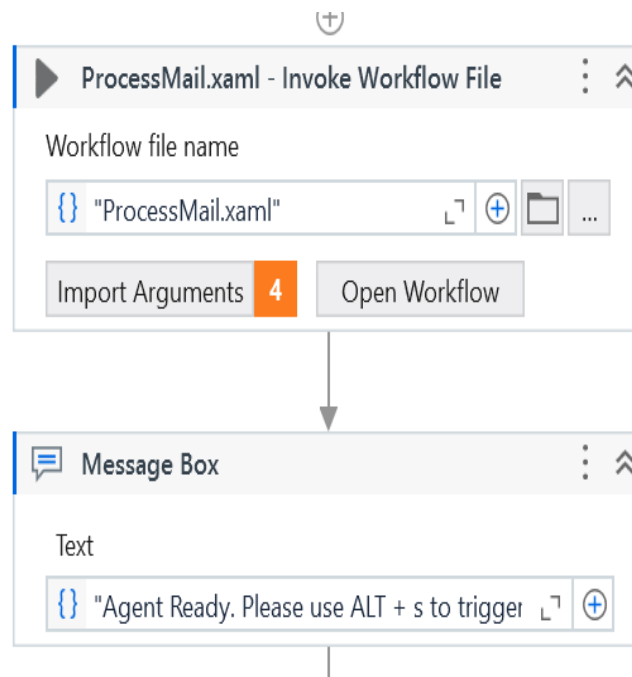 ProcessMail.xaml - Invoke Workflow File
Workflow file name
{} "ProcessMail.xaml" ...
Import Arguments 4 Open Workflow
Message Box
Text
{} "Agent Ready. Please use ALT + s to trigger